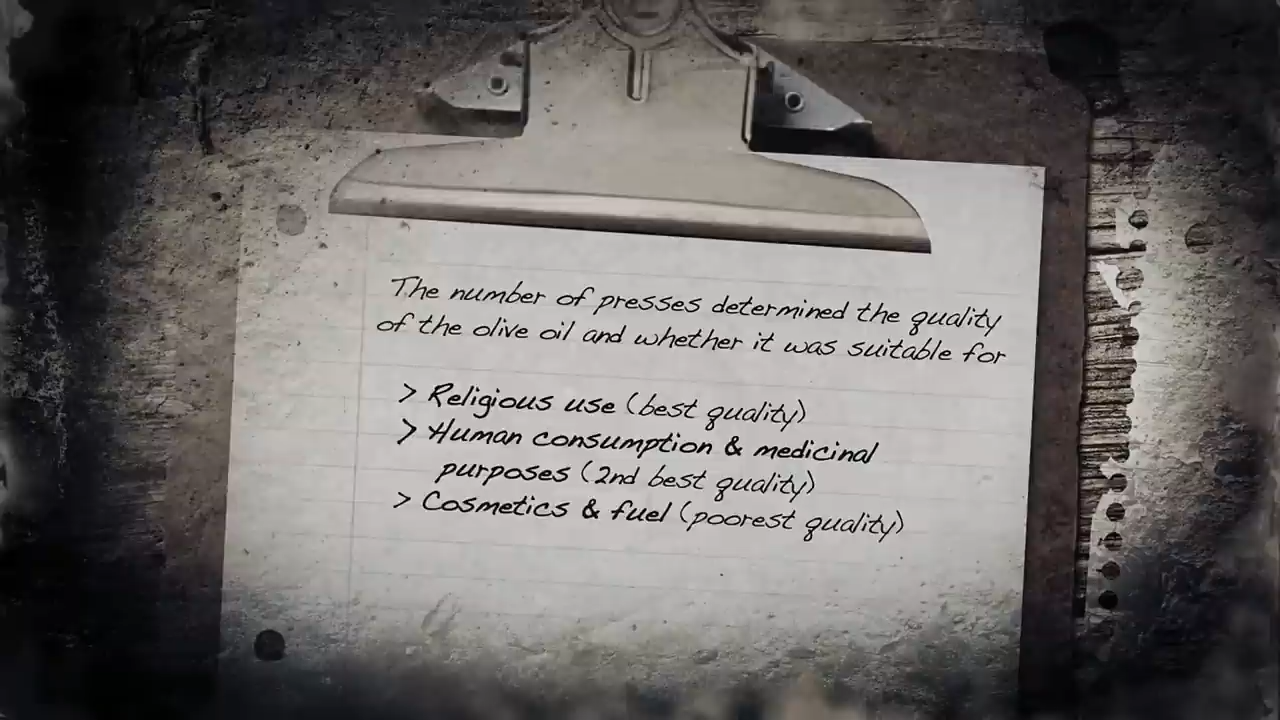 The number of presses determined the quality
of the olive oil and whether it was suitable for
> Religious use (best quality)
> Human consumption & medicinal
purposes (2nd best quality)
> Cosmetics & fuel (poorest quality)